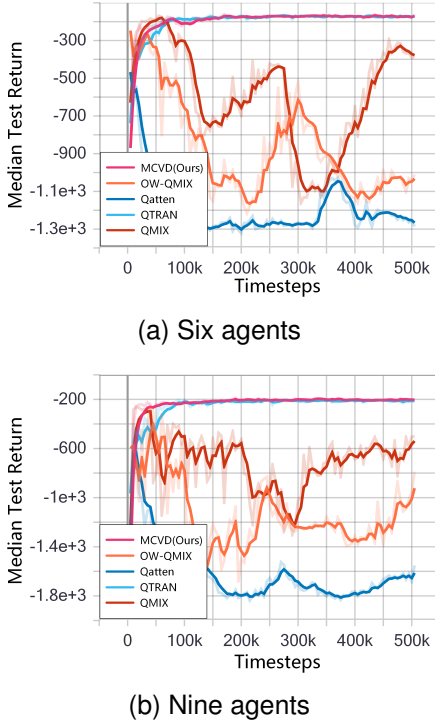 -300
-500
-700
-900
-1.1e+3
-1.3e+3
Median Test Return
MCVD(Ours)
OW-QMIX
Qatten
QTRAN
QMIX
0
100k
200k
300k
400k
500k
Timesteps
(a) Six agents
-200
-600
-1e+3
-1.4e+3
-1.8e+3
Median Test Return
MCVD(Ours)
OW-QMIX
Qatten
QTRAN
QMIX
0
100k
200k
300k
400k
500k
Timesteps
(b) Nine agents